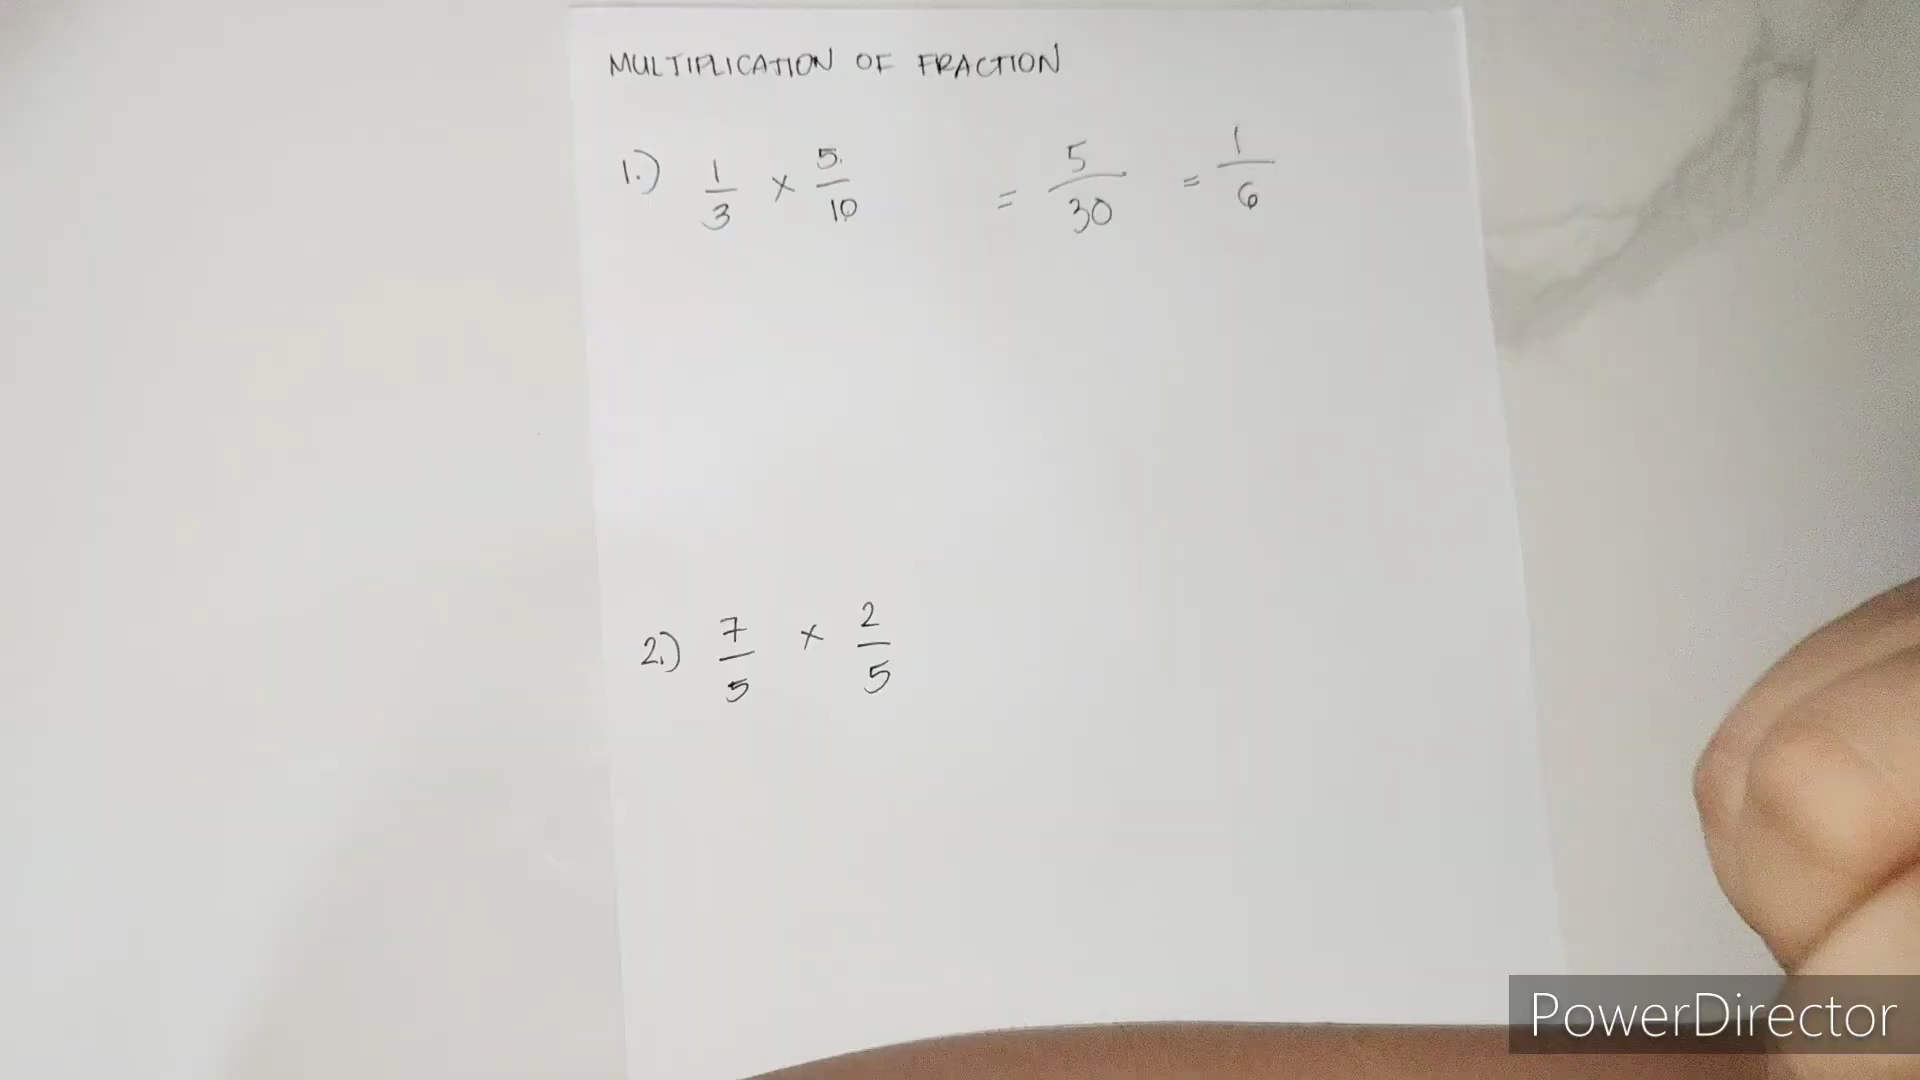 MULTIPLICATION OF FRACTION
1.) 1/3 × 5/10 = 5/30 = 1/6
2.) 7/5 × 2/5
PowerDirector